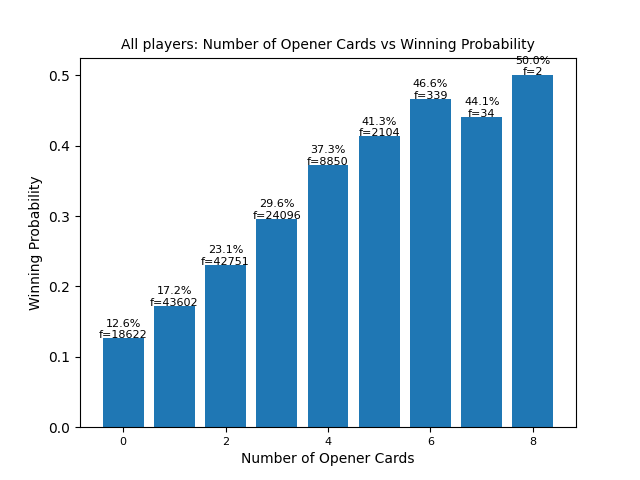 All players: Number of Opener Cards vs Winning Probability
50.0%
f=2
46.6%
f=339
44.1%
f=34
41.3%
f=2104
37.3%
f=8850
29.6%
f=24096
23.1%
f=42751
17.2%
f=43602
12.6%
f=18622
0.5
0.4
0.3
0.2
0.1
0.0
Winning Probability
0 2 4 6 8
Number of Opener Cards